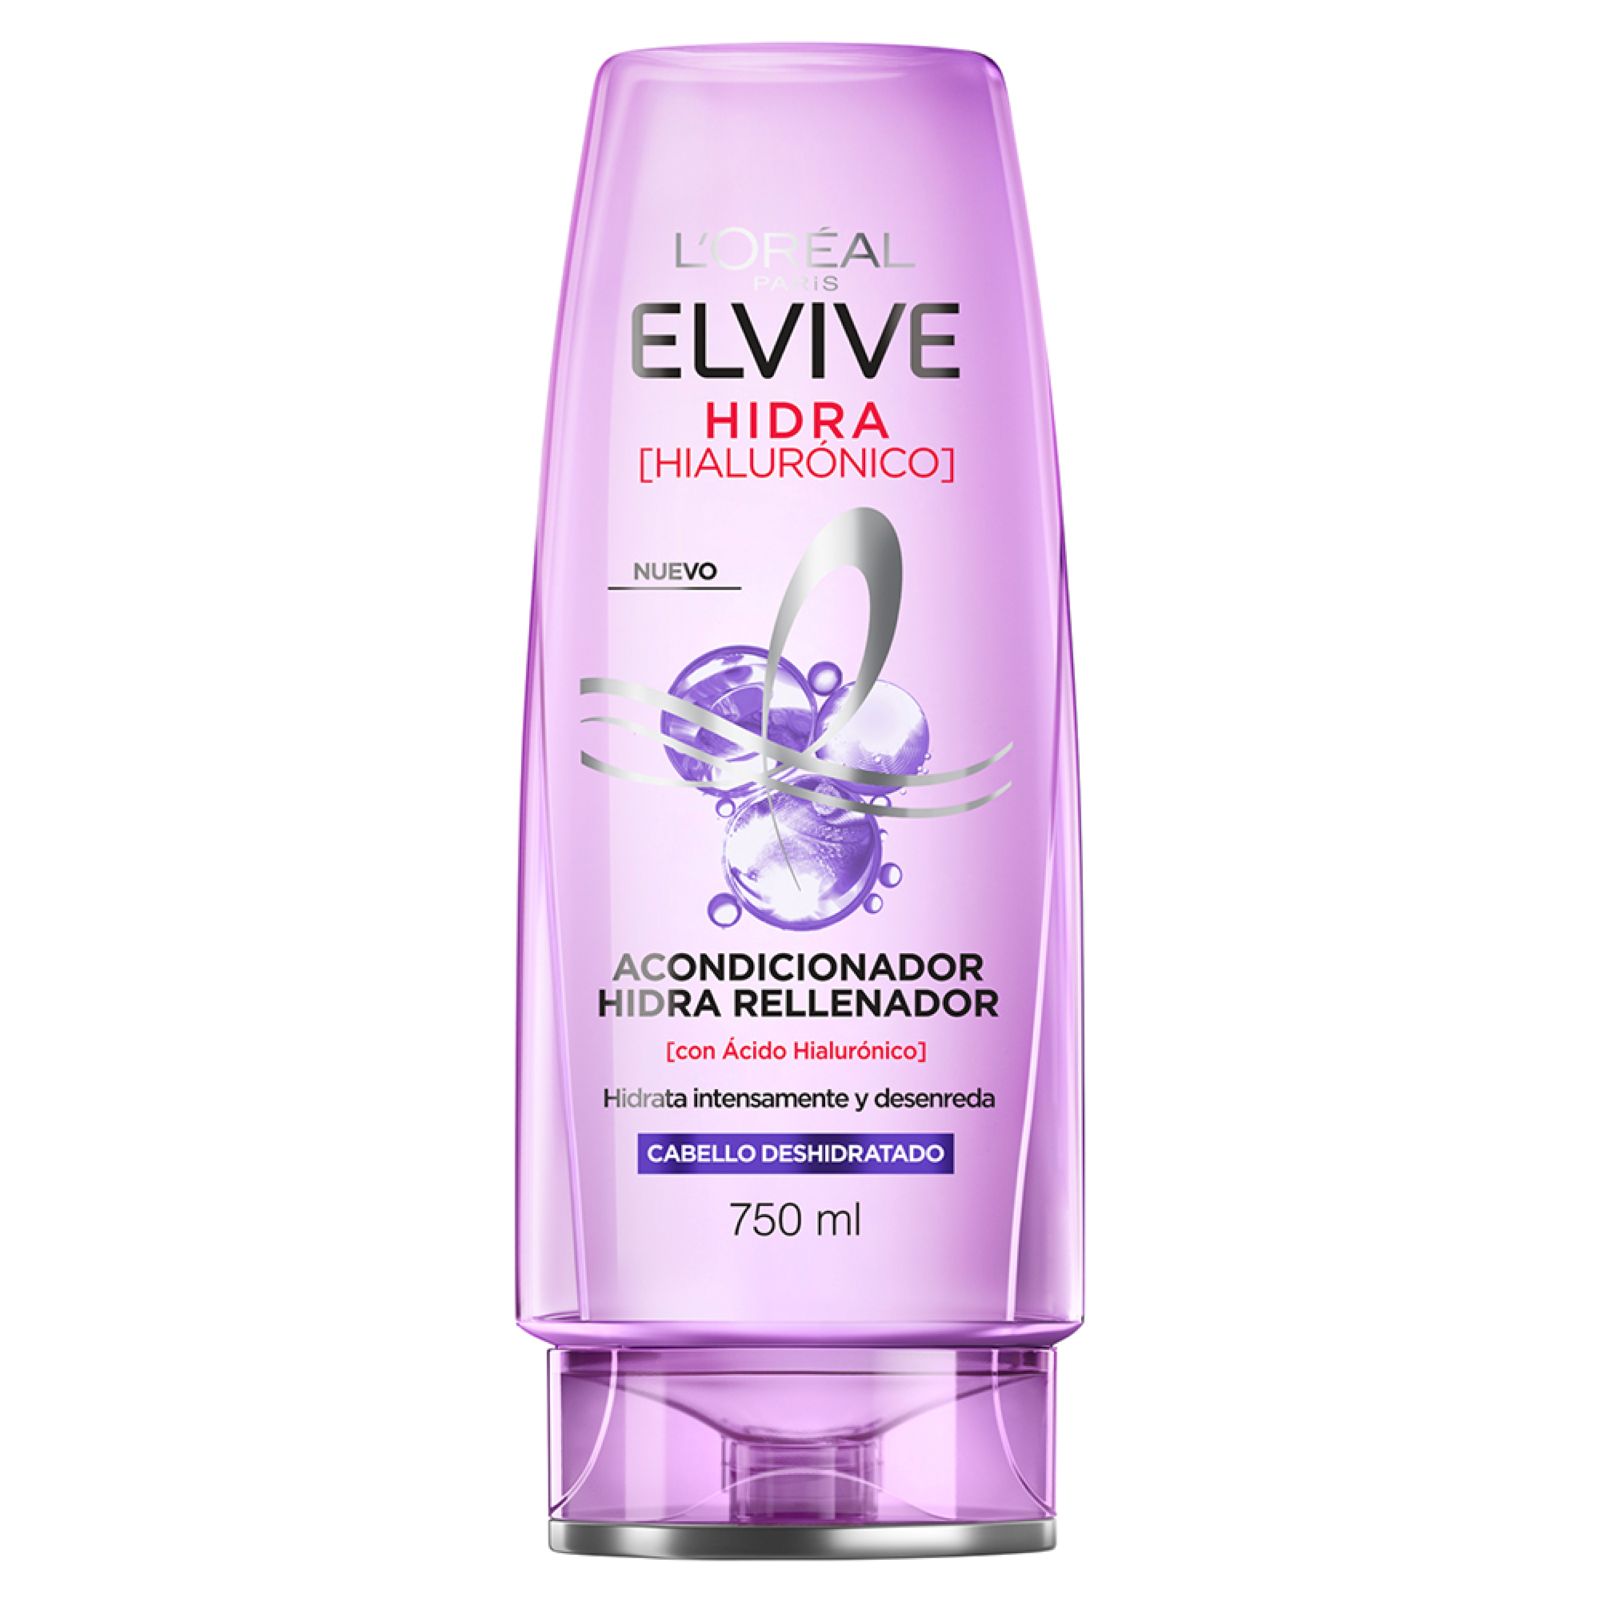 L'ORÉAL
PARiS
ELVIVE
HIDRA
[HIALURÓNICO]
NUEVO
ACONDICIONADOR
HIDRA RELLENADOR
[con Ácido Hialurónico]
Hidrata intensamente y desenreda
CABELLO DESHIDRATADO
750 ml